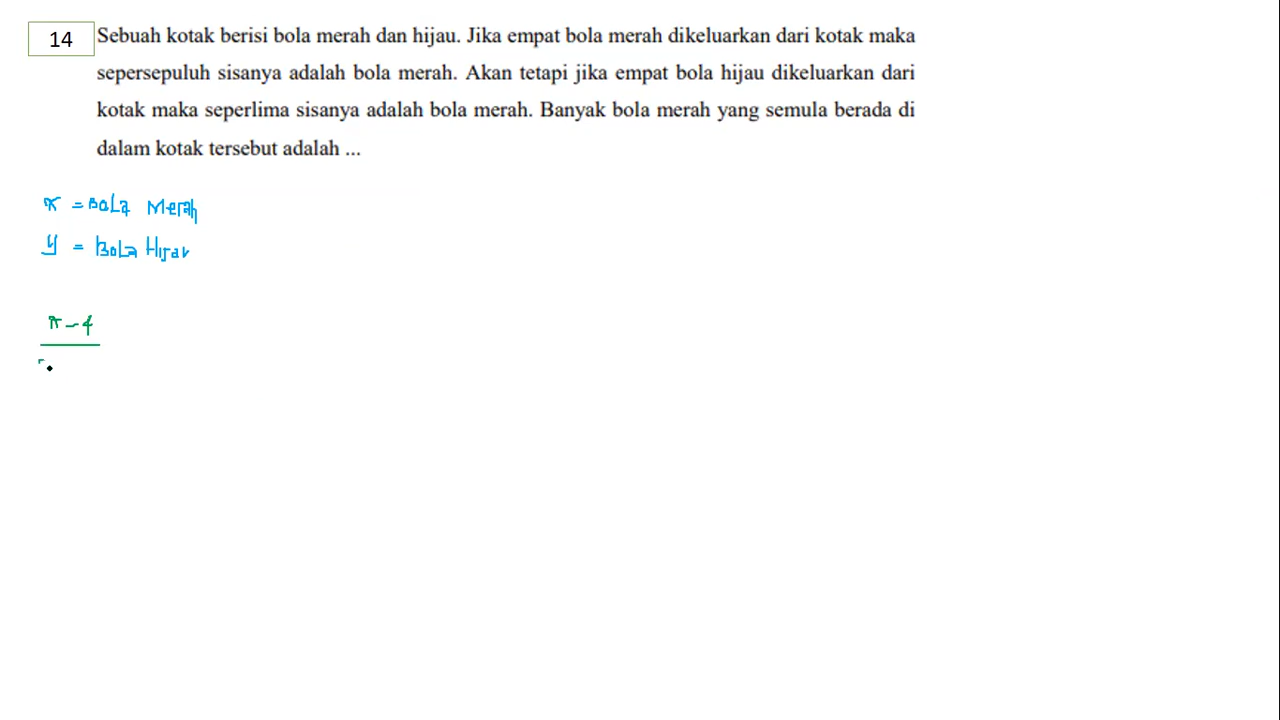 14
Sebuah kotak berisi bola merah dan hijau. Jika empat bola merah dikeluarkan dari kotak maka
sepersepuluh sisanya adalah bola merah. Akan tetapi jika empat bola hijau dikeluarkan dari
kotak maka seperlima sisanya adalah bola merah. Banyak bola merah yang semula berada di
dalam kotak tersebut adalah ...
x = Bola Merah
y = Bola Hijau
x - 4